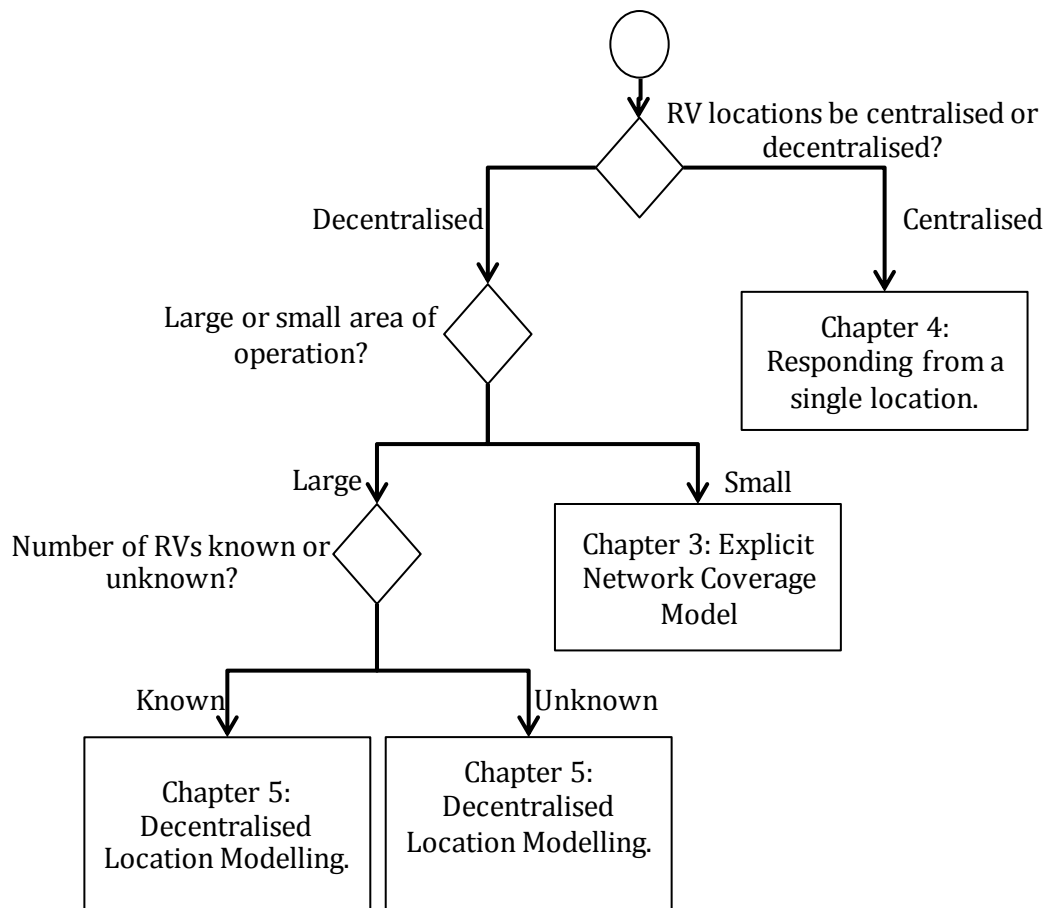 RV locations be centralised or
decentralised?
Decentralised
Centralised
Large or small area of
operation?
Chapter 4:
Responding from a
single location.
Large
Small
Number of RVs known or
unknown?
Chapter 3: Explicit
Network Coverage
Model
Known
Unknown
Chapter 5:
Decentralised
Location Modelling.
Chapter 5:
Decentralised
Location Modelling.